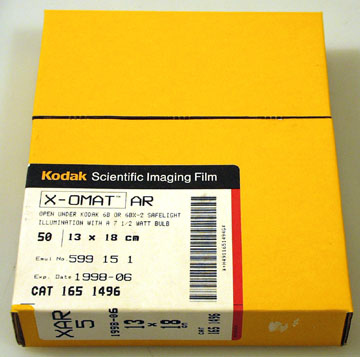 Kodak Scientific Imaging Film
X-OMAT™ AR
OPEN UNDER KODAK GB OR GBX-2 SAFELIGHT
ILLUMINATION WITH A 7 1/2 WATT BULB
50 13 x 18 cm
Emul No. 599 15 1
Exp. Date 1998-06
CAT 165 1496
XAR
5
1998-06
13 x 18